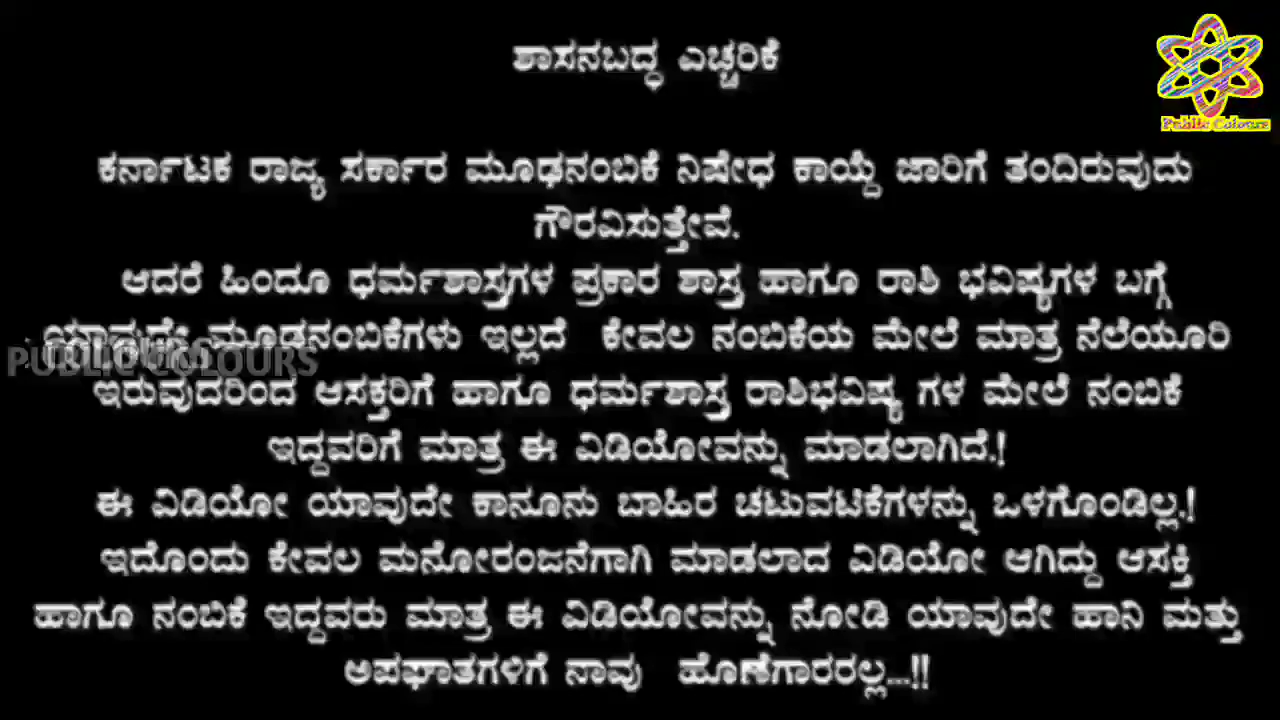 ಶಾಸನಬದ್ಧ ಎಚ್ಚರಿಕೆ
Public Colours
ಕರ್ನಾಟಕ ರಾಜ್ಯ ಸರ್ಕಾರ ಮೂಢನಂಬಿಕೆ ನಿಷೇಧ ಕಾಯ್ದೆ ಜಾರಿಗೆ ತಂದಿರುವುದು
ಗೌರವಿಸುತ್ತೇವೆ.
ಆದರೆ ಹಿಂದೂ ಧರ್ಮಶಾಸ್ತ್ರಗಳ ಪ್ರಕಾರ ಶಾಸ್ತ್ರ ಹಾಗೂ ರಾಶಿ ಭವಿಷ್ಯಗಳ ಬಗ್ಗೆ
ಯಾವುದೇ ಮೂಢನಂಬಿಕೆಗಳು ಇಲ್ಲದೆ ಕೇವಲ ನಂಬಿಕೆಯ ಮೇಲೆ ಮಾತ್ರ ನೆಲೆಯೂರಿ
PUBLIC COLOURS
ಇರುವುದರಿಂದ ಆಸಕ್ತರಿಗೆ ಹಾಗೂ ಧರ್ಮಶಾಸ್ತ್ರ ರಾಶಿಭವಿಷ್ಯ ಗಳ ಮೇಲೆ ನಂಬಿಕೆ
ಇದ್ದವರಿಗೆ ಮಾತ್ರ ಈ ವಿಡಿಯೋವನ್ನು ಮಾಡಲಾಗಿದೆ.!
ಈ ವಿಡಿಯೋ ಯಾವುದೇ ಕಾನೂನು ಬಾಹಿರ ಚಟುವಟಿಕೆಗಳನ್ನು ಒಳಗೊಂಡಿಲ್ಲ.!
ಇದೊಂದು ಕೇವಲ ಮನೋರಂಜನೆಗಾಗಿ ಮಾಡಲಾದ ವಿಡಿಯೋ ಆಗಿದ್ದು ಆಸಕ್ತಿ
ಹಾಗೂ ನಂಬಿಕೆ ಇದ್ದವರು ಮಾತ್ರ ಈ ವಿಡಿಯೋವನ್ನು ನೋಡಿ ಯಾವುದೇ ಹಾನಿ ಮತ್ತು
ಅಪಘಾತಗಳಿಗೆ ನಾವು ಹೊಣೆಗಾರರಲ್ಲ...!!